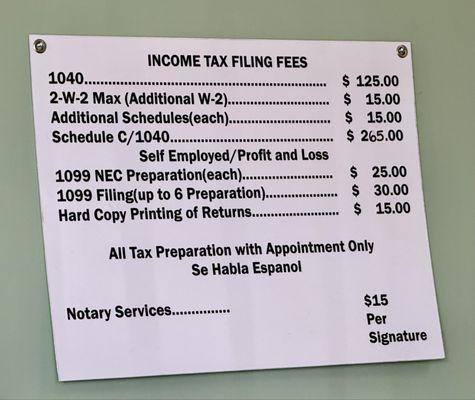 INCOME TAX FILING FEES
1040.............................................................. $ 125.00
2-W-2 Max (Additional W-2).......................... $ 15.00
Additional Schedules(each)............................ $ 15.00
Schedule C/1040......................................... $ 265.00
Self Employed/Profit and Loss
1099 NEC Preparation(each)........................ $ 25.00
1099 Filing(up to 6 Preparation).................. $ 30.00
Hard Copy Printing of Returns...................... $ 15.00
All Tax Preparation with Appointment Only
Se Habla Espanol
Notary Services............... $15
Per
Signature